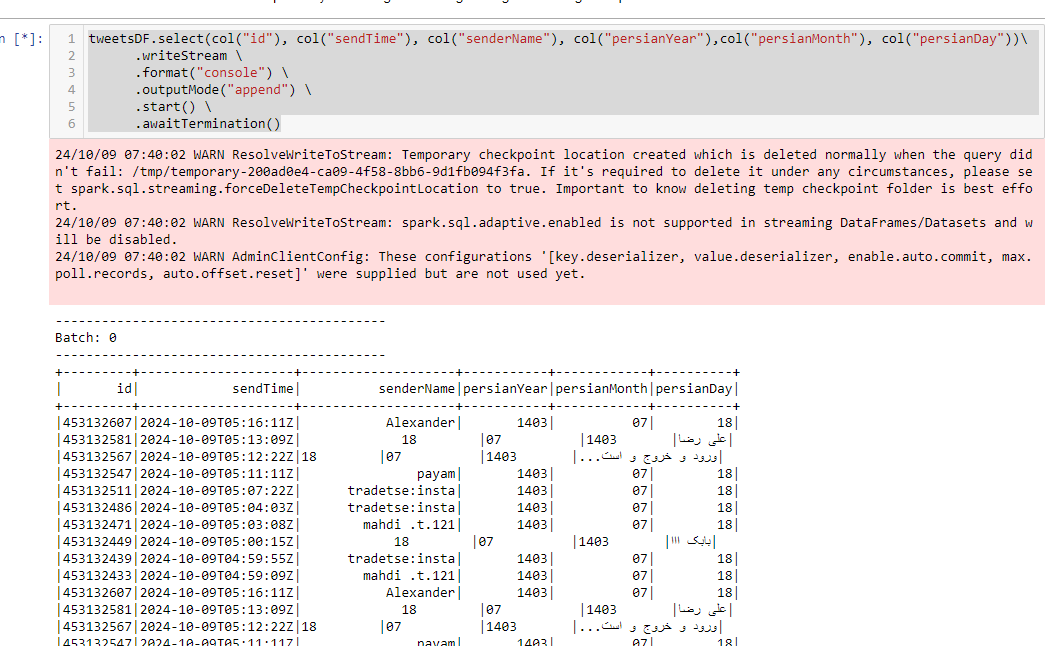 n [*]:
1 tweetsDF.select(col("id"), col("sendTime"), col("senderName"), col("persianYear"),col("persianMonth"), col("persianDay"))\
2 .writeStream \
3 .format("console") \
4 .outputMode("append") \
5 .start() \
6 .awaitTermination()
24/10/09 07:40:02 WARN ResolveWriteToStream: Temporary checkpoint location created which is deleted normally when the query did
n't fail: /tmp/temporary-200ad0e4-ca09-4f58-8bb6-9d1fb094f3fa. If it's required to delete it under any circumstances, please se
t spark.sql.streaming.forceDeleteTempCheckpointLocation to true. Important to know deleting temp checkpoint folder is best effo
rt.
24/10/09 07:40:02 WARN ResolveWriteToStream: spark.sql.adaptive.enabled is not supported in streaming DataFrames/Datasets and w
ill be disabled.
24/10/09 07:40:02 WARN AdminClientConfig: These configurations '[key.deserializer, value.deserializer, enable.auto.commit, max.
poll.records, auto.offset.reset]' were supplied but are not used yet.
-------------------------------------------
Batch: 0
-------------------------------------------
+---------+--------------------+--------------------+-----------+------------+----------+
| id| sendTime| senderName|persianYear|persianMonth|persianDay|
+---------+--------------------+--------------------+-----------+------------+----------+
|453132607|2024-10-09T05:16:11Z| Alexander| 1403| 07| 18|
|453132581|2024-10-09T05:13:09Z| علی رضا| 1403| 07| 18|
|453132567|2024-10-09T05:12:22Z|ورود و خروج و است...| 1403| 07| 18|
|453132547|2024-10-09T05:11:11Z| payam| 1403| 07| 18|
|453132511|2024-10-09T05:07:22Z| tradetse:insta| 1403| 07| 18|
|453132486|2024-10-09T05:04:03Z| tradetse:insta| 1403| 07| 18|
|453132471|2024-10-09T05:03:08Z| mahdi .t.121| 1403| 07| 18|
|453132449|2024-10-09T05:00:15Z| بابک ااا| 1403| 07| 18|
|453132439|2024-10-09T04:59:55Z| tradetse:insta| 1403| 07| 18|
|453132433|2024-10-09T04:59:09Z| mahdi .t.121| 1403| 07| 18|
|453132607|2024-10-09T05:16:11Z| Alexander| 1403| 07| 18|
|453132581|2024-10-09T05:13:09Z| علی رضا| 1403| 07| 18|
|453132567|2024-10-09T05:12:22Z|ورود و خروج و است...| 1403| 07| 18|
|453132547|2024-10-09T05:11:11Z| payam| 1403| 07| 18|